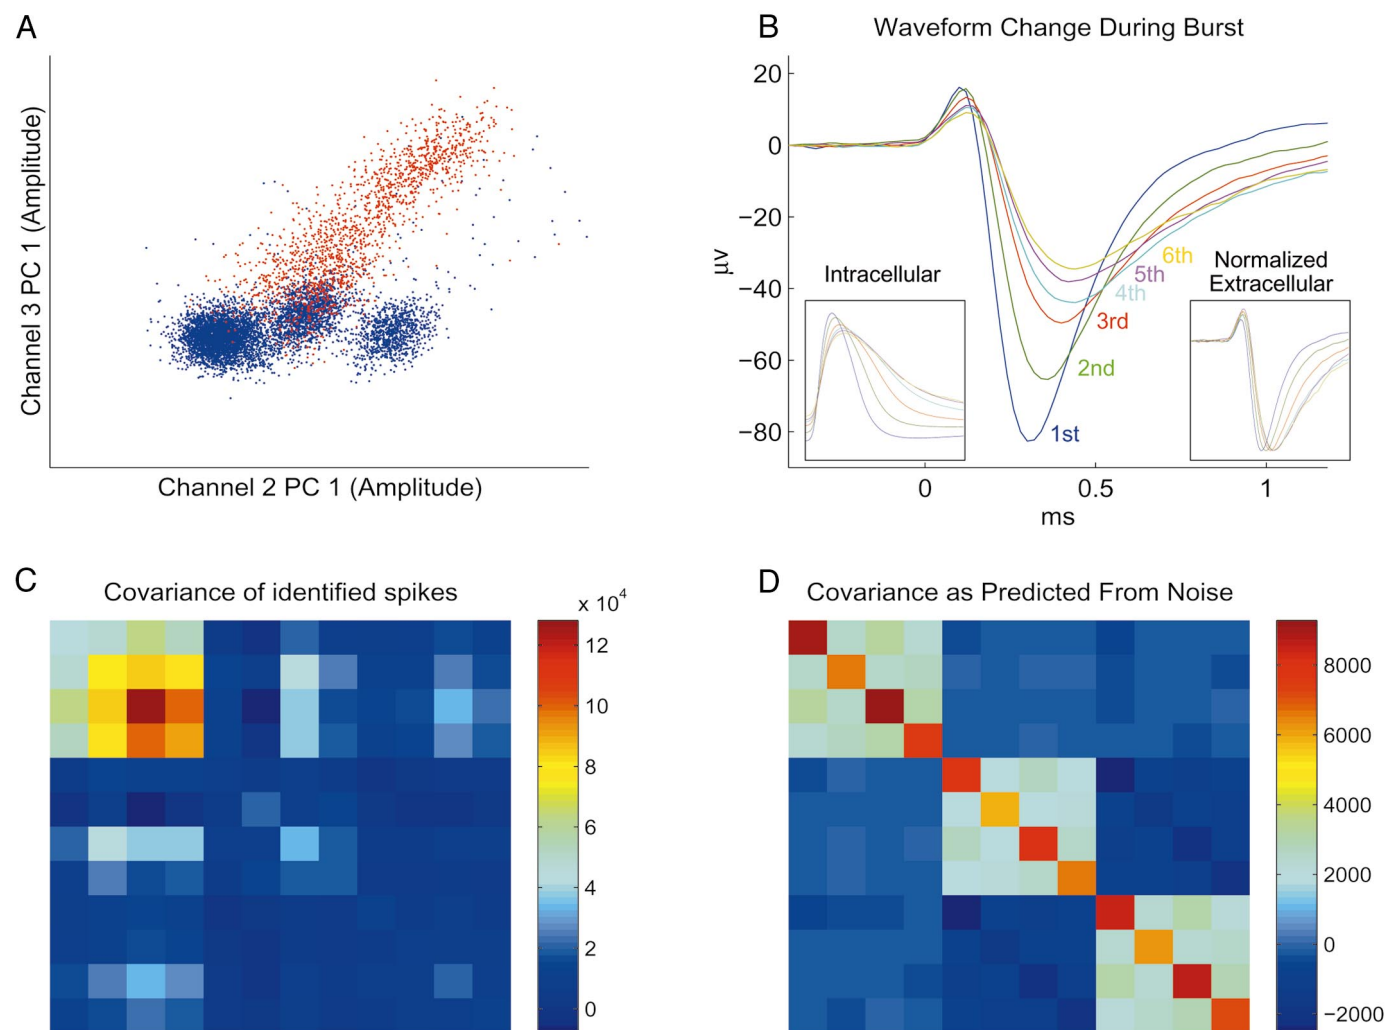 A
Channel 3 PC 1 (Amplitude)
Channel 2 PC 1 (Amplitude)
B
Waveform Change During Burst
20
0
−20
−40
−60
−80
μv
Intracellular
Normalized
Extracellular
6th
5th
4th
3rd
2nd
1st
0
0.5
1
ms
C
Covariance of identified spikes
x 10⁴
12
10
8
6
4
2
0
D
Covariance as Predicted From Noise
8000
6000
4000
2000
0
−2000